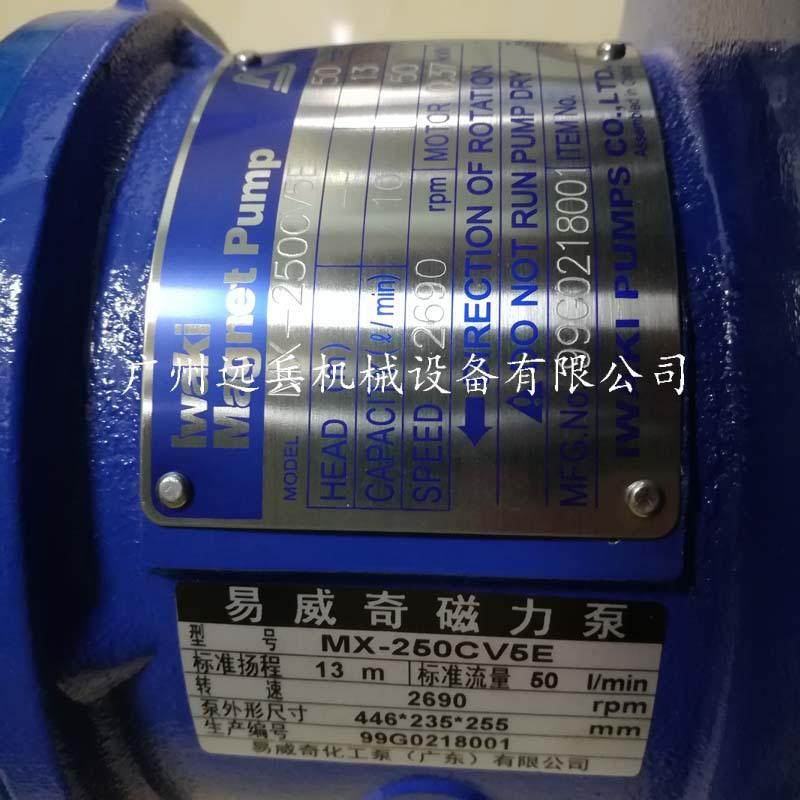 Iwaki
Magnet Pump
MODEL MX-250CV5E 50
HEAD (m) 13
CAPACITY (ℓ/min) 10 50
SPEED 2690 rpm MOTOR
DIRECTION OF ROTATION
DO NOT RUN PUMP DRY
MFG.No. 99G0218001 ITEM No.
IWAKI PUMPS CO.,LTD.
Assembled in China
广州远兵机械设备有限公司
易威奇磁力泵
型号 MX-250CV5E
标准扬程 13 m 标准流量 50 l/min
转速 2690 rpm
泵外形尺寸 446*235*255 mm
生产编号 99G0218001
易威奇化工泵（广东）有限公司